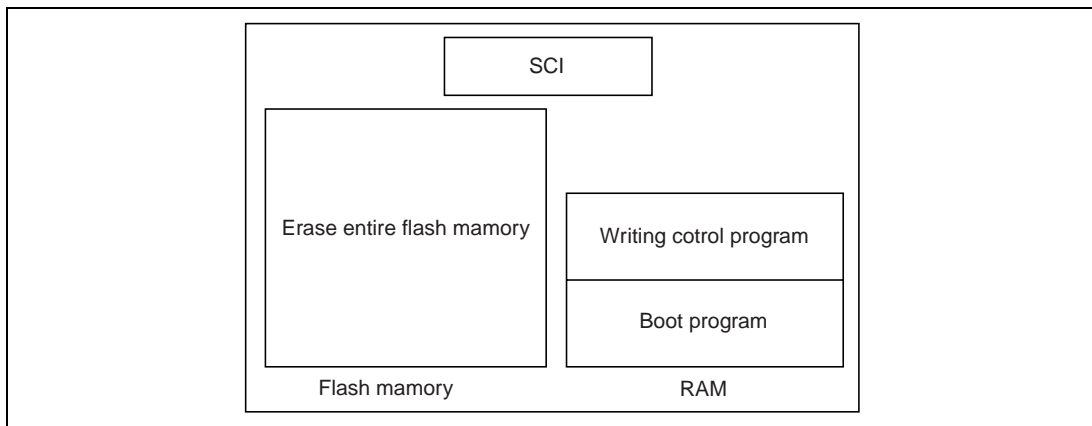 SCI
Erase entire flash mamory
Writing cotrol program
Boot program
Flash mamory
RAM